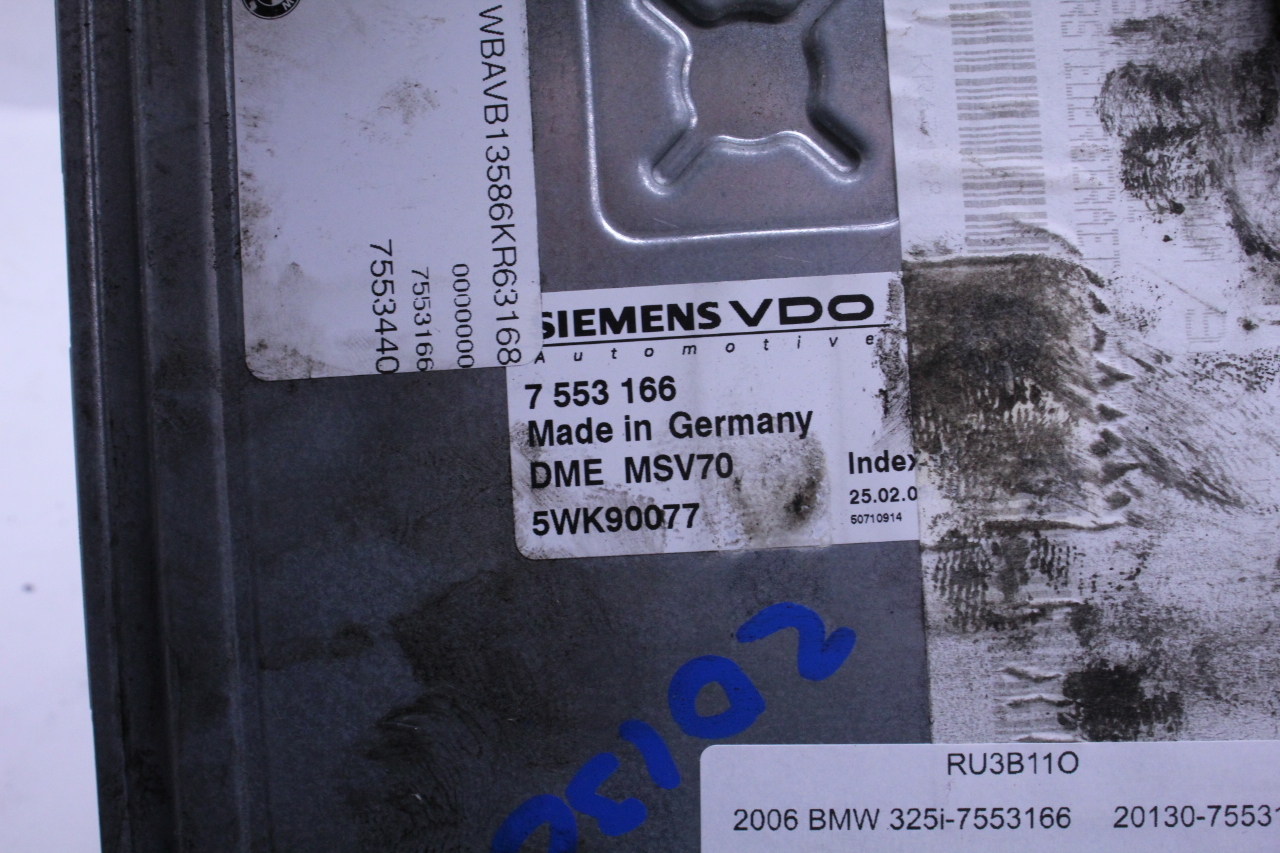 WBAVB13586KR63168
0000000
7553166
7553440
SIEMENS VDO
Automotive
7 553 166
Made in Germany
DME MSV70
5WK90077
Index
25.02.0
50710914
2013
RU3B11O
2006 BMW 325i-7553166 20130-75531